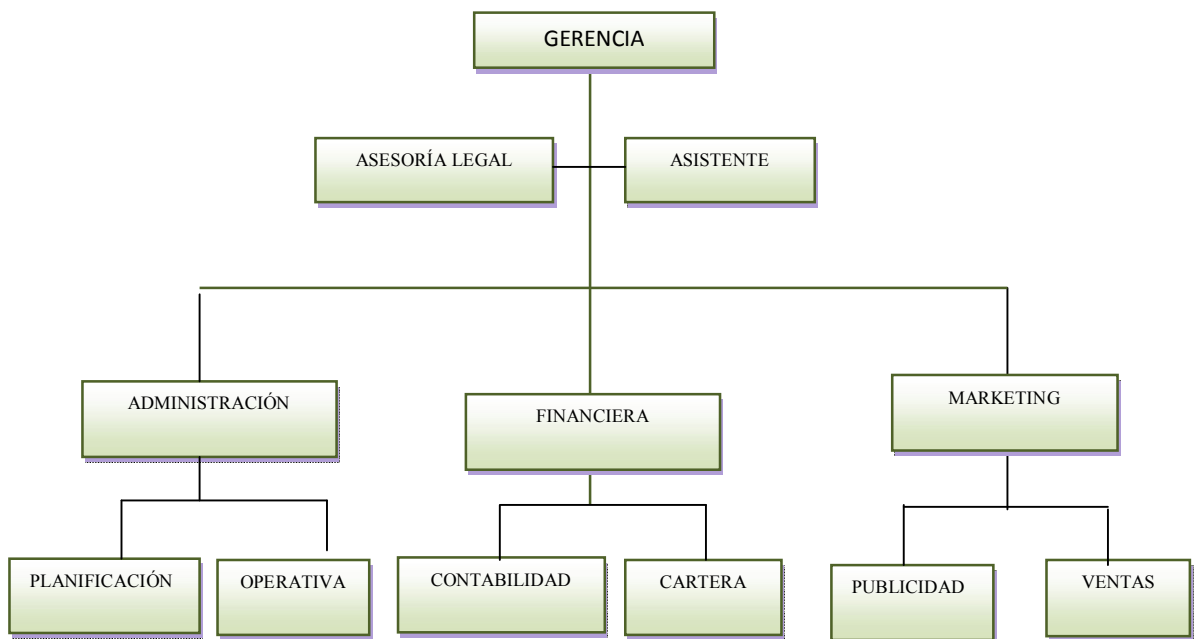 GERENCIA
ASESORÍA LEGAL
ASISTENTE
ADMINISTRACIÓN
FINANCIERA
MARKETING
PLANIFICACIÓN
OPERATIVA
CONTABILIDAD
CARTERA
PUBLICIDAD
VENTAS